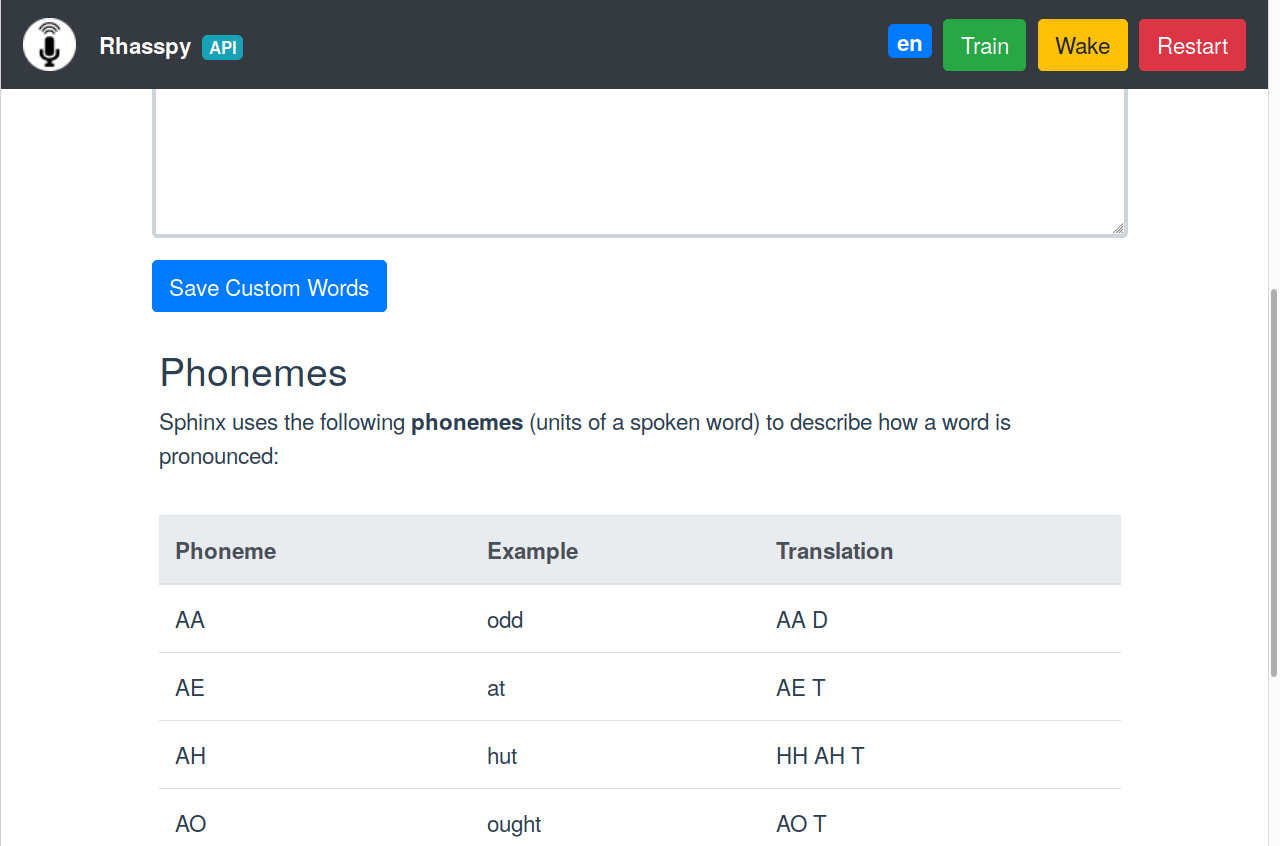 Rhasspy API en Train Wake Restart
Save Custom Words
Phonemes
Sphinx uses the following phonemes (units of a spoken word) to describe how a word is
pronounced:
Phoneme Example Translation
AA odd AA D
AE at AE T
AH hut HH AH T
AO ought AO T